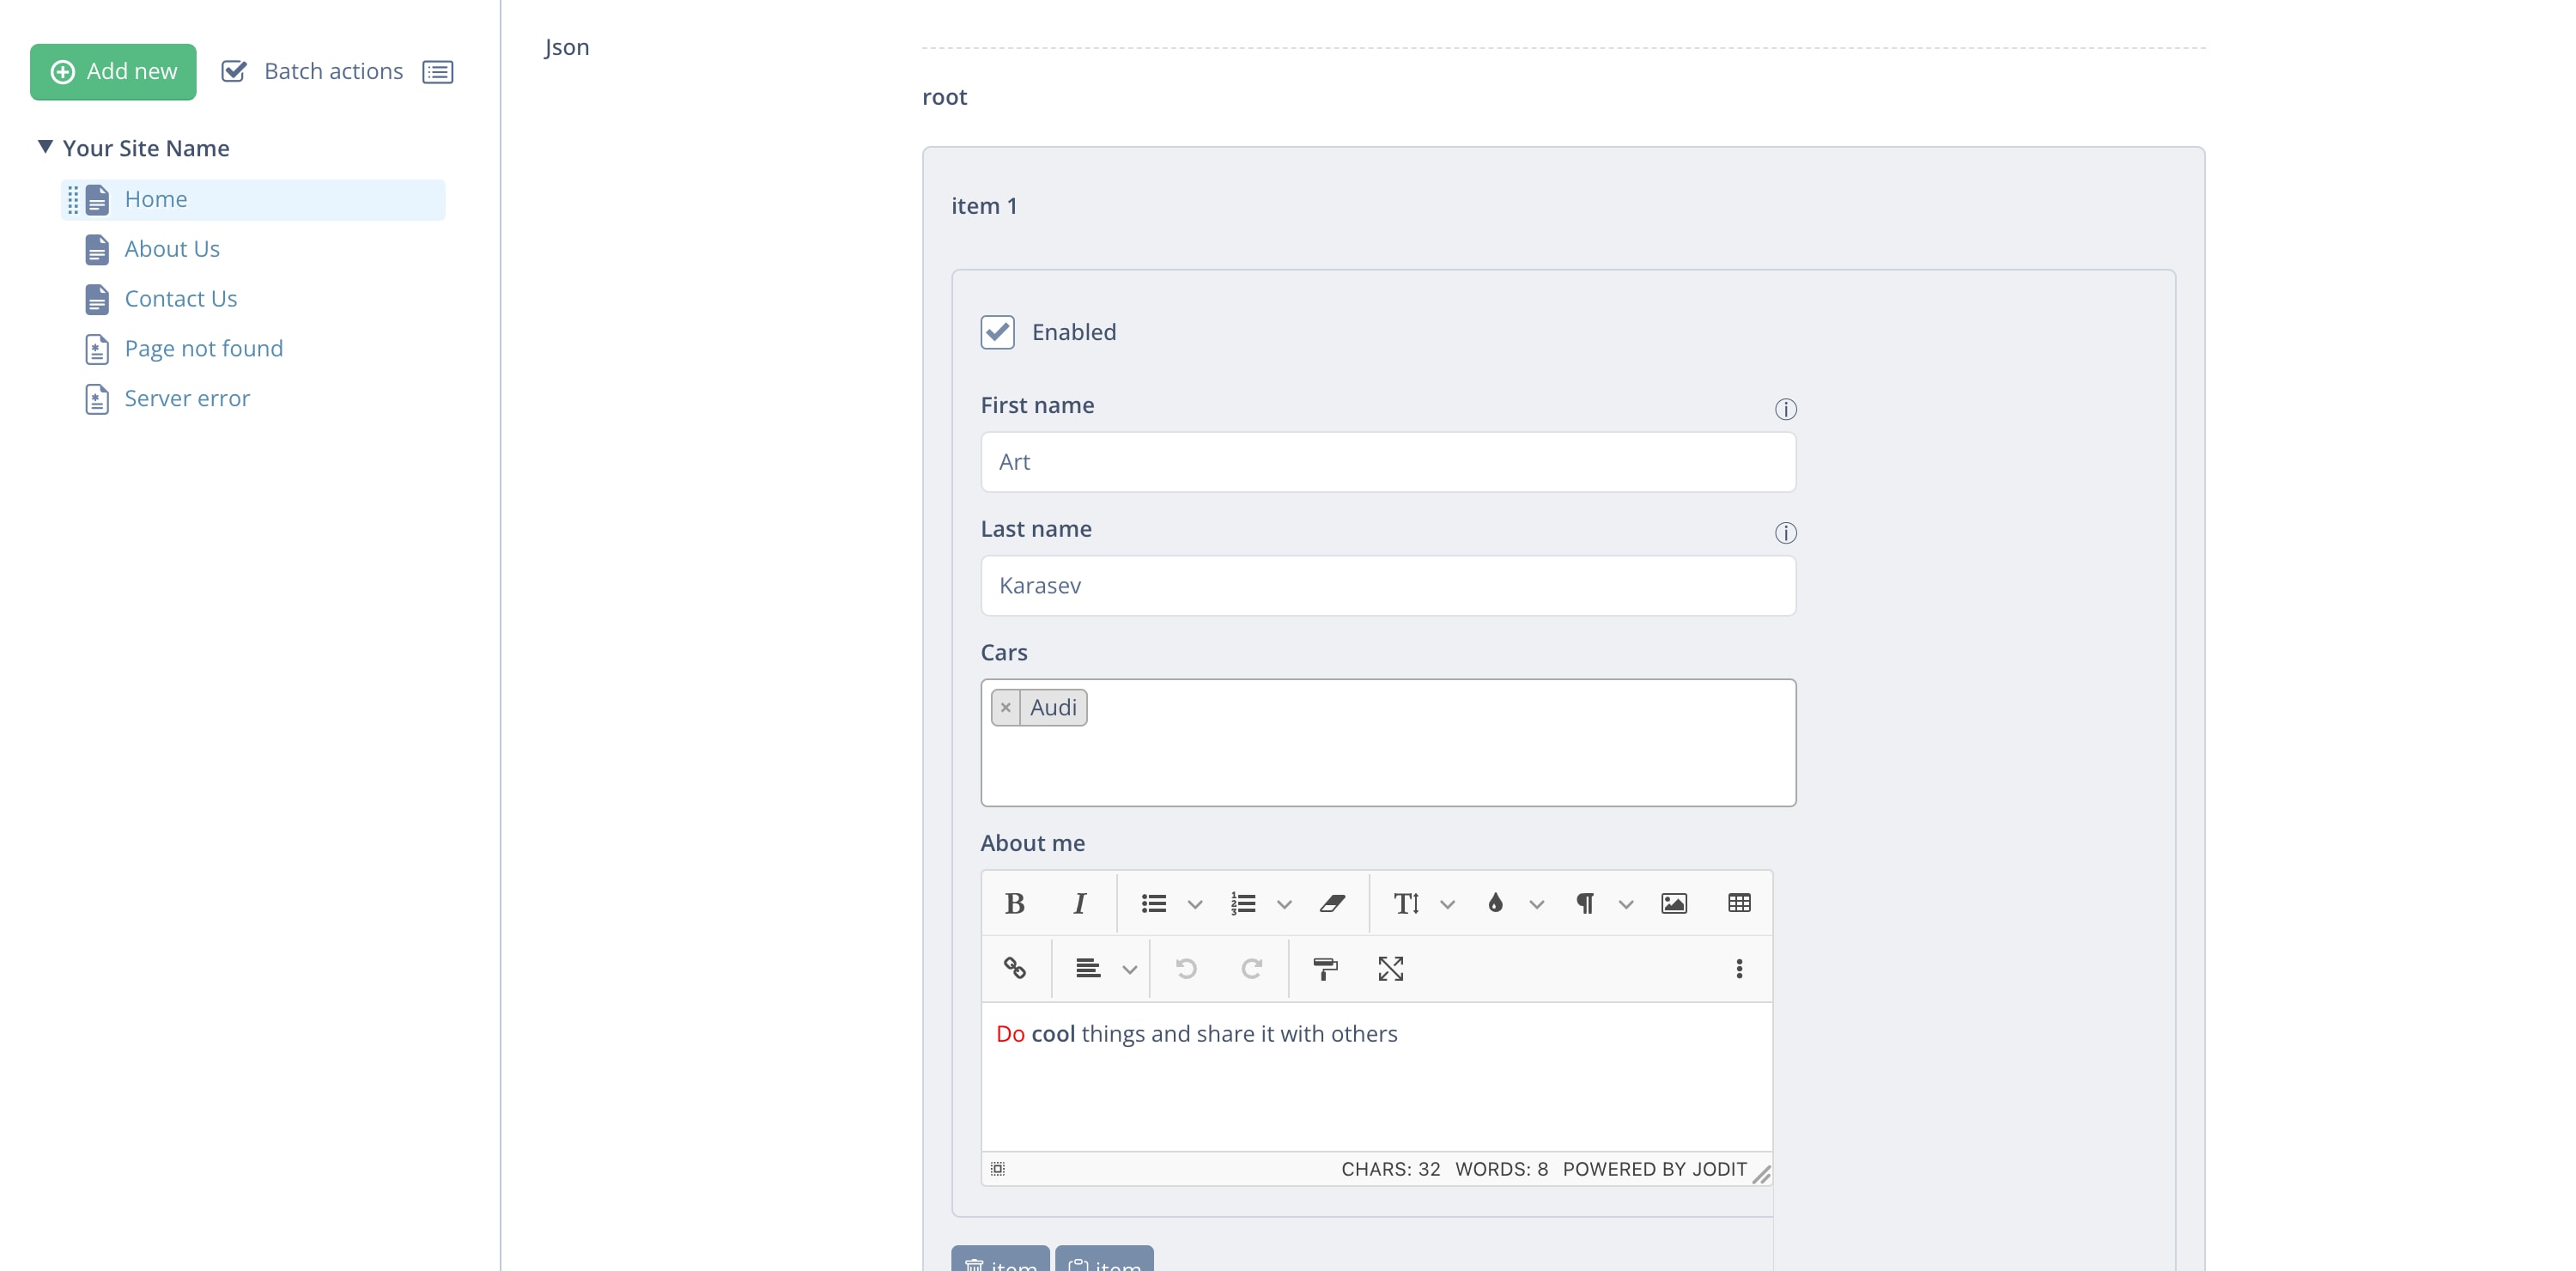 Add new
Batch actions
Your Site Name
Home
About Us
Contact Us
Page not found
Server error
Json
root
item 1
Enabled
First name
Art
Last name
Karasev
Cars
× Audi
About me
Do cool things and share it with others
CHARS: 32 WORDS: 8 POWERED BY JODIT
item item